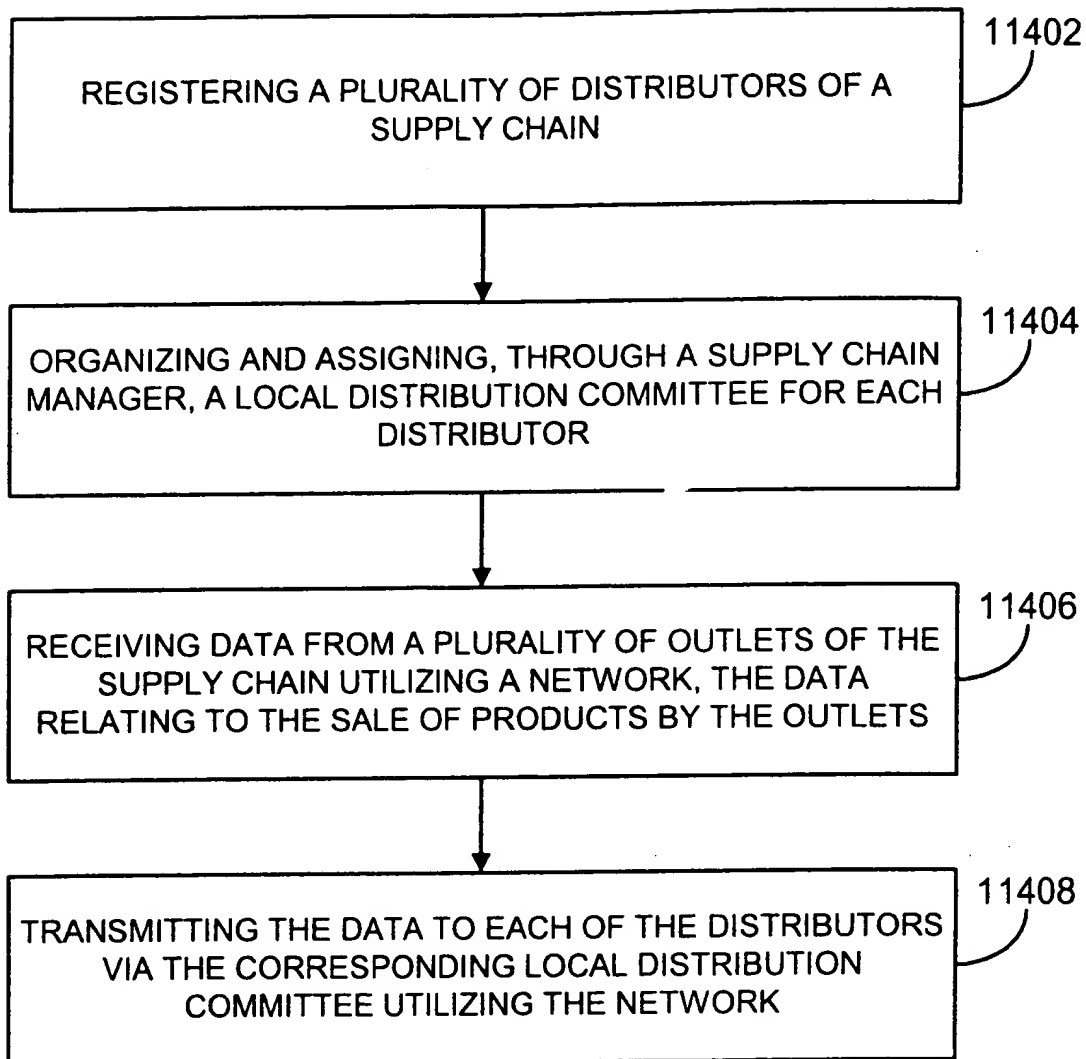 11402
REGISTERING A PLURALITY OF DISTRIBUTORS OF A
SUPPLY CHAIN
11404
ORGANIZING AND ASSIGNING, THROUGH A SUPPLY CHAIN
MANAGER, A LOCAL DISTRIBUTION COMMITTEE FOR EACH
DISTRIBUTOR
11406
RECEIVING DATA FROM A PLURALITY OF OUTLETS OF THE
SUPPLY CHAIN UTILIZING A NETWORK, THE DATA
RELATING TO THE SALE OF PRODUCTS BY THE OUTLETS
11408
TRANSMITTING THE DATA TO EACH OF THE DISTRIBUTORS
VIA THE CORRESPONDING LOCAL DISTRIBUTION
COMMITTEE UTILIZING THE NETWORK